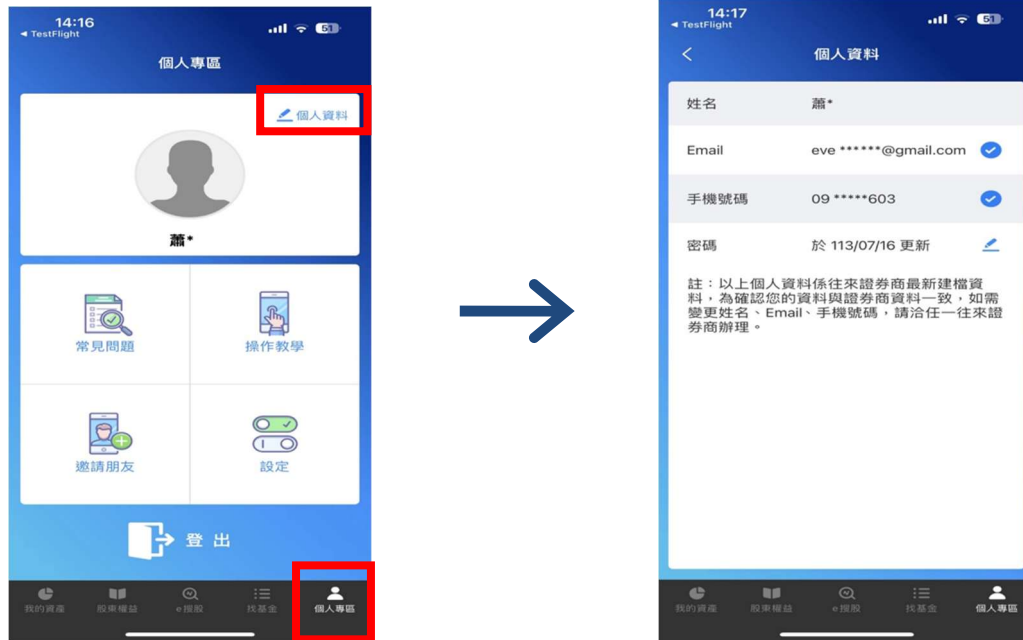 14:16
◀ TestFlight
51
個人專區
個人資料
蕭*
常見問題
操作教學
邀請朋友
設定
登 出
我的資產
股東權益
e搜股
找基金
個人專區
14:17
◀ TestFlight
51
個人資料
姓名 蕭*
Email eve ******@gmail.com
手機號碼 09 *****603
密碼 於 113/07/16 更新
註：以上個人資料係往來證券商最新建檔資
料，為確認您的資料與證券商資料一致，如需
變更姓名、Email、手機號碼，請洽任一往來證
券商辦理。
我的資產
股東權益
e搜股
找基金
個人專區